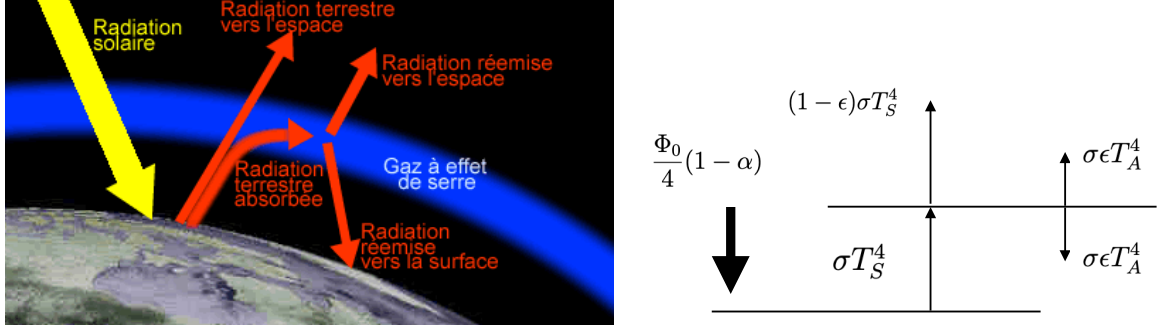 Radiation
solaire
Radiation terrestre
vers l'espace
Radiation réemise
vers l'espace
Radiation
terrestre
absorbée
Gaz à effet
de serre
Radiation
réemise
vers la surface
(1 − ϵ)σT_S^4
Φ_0/4 (1 − α)
σϵT_A^4
σT_S^4
σϵT_A^4